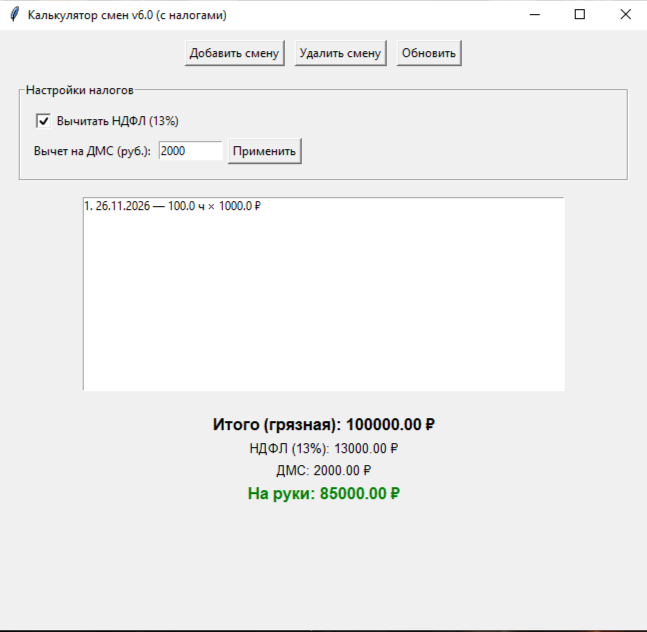 Калькулятор смен v6.0 (с налогами)
Добавить смену Удалить смену Обновить
Настройки налогов
Вычитать НДФЛ (13%)
Вычет на ДМС (руб.): 2000 Применить
1. 26.11.2026 — 100.0 ч × 1000.0 ₽
Итого (грязная): 100000.00 ₽
НДФЛ (13%): 13000.00 ₽
ДМС: 2000.00 ₽
На руки: 85000.00 ₽